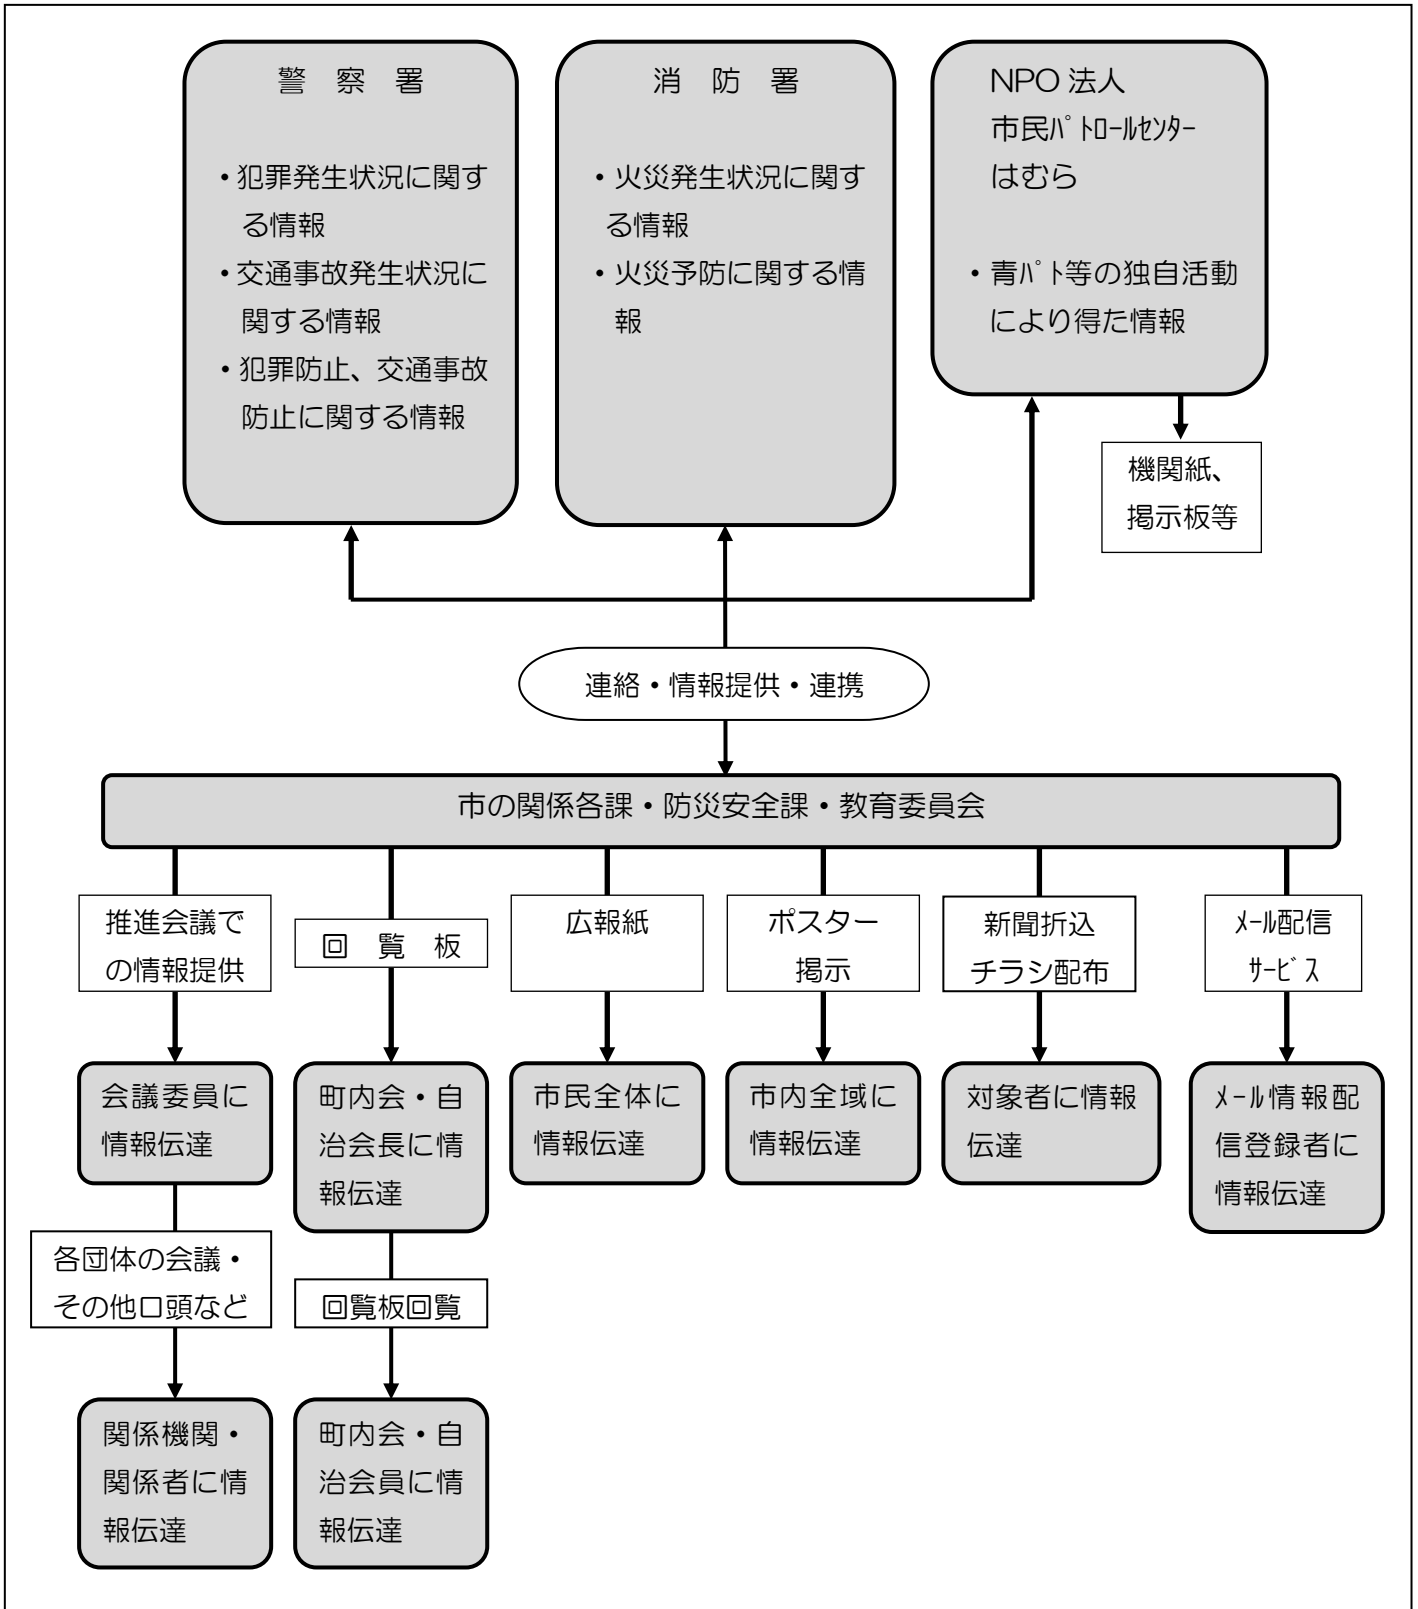 警　察　署
・犯罪発生状況に関す
る情報
・交通事故発生状況に
関する情報
・犯罪防止、交通事故
防止に関する情報
消　防　署
・火災発生状況に関す
る情報
・火災予防に関する情
報
NPO 法人
市民ﾊﾟﾄﾛｰﾙｾﾝﾀｰ
はむら
・青ﾊﾟﾄ等の独自活動
により得た情報
機関紙、
掲示板等
連絡・情報提供・連携
市の関係各課・防災安全課・教育委員会
推進会議で
の情報提供
回　覧　板
広報紙
ポスター
掲示
新聞折込
チラシ配布
ﾒｰﾙ配信
ｻｰﾋﾞｽ
会議委員に
情報伝達
町内会・自
治会長に情
報伝達
市民全体に
情報伝達
市内全域に
情報伝達
対象者に情報
伝達
ﾒｰﾙ情報配
信登録者に
情報伝達
各団体の会議・
その他口頭など
回覧板回覧
関係機関・
関係者に情
報伝達
町内会・自
治会員に情
報伝達